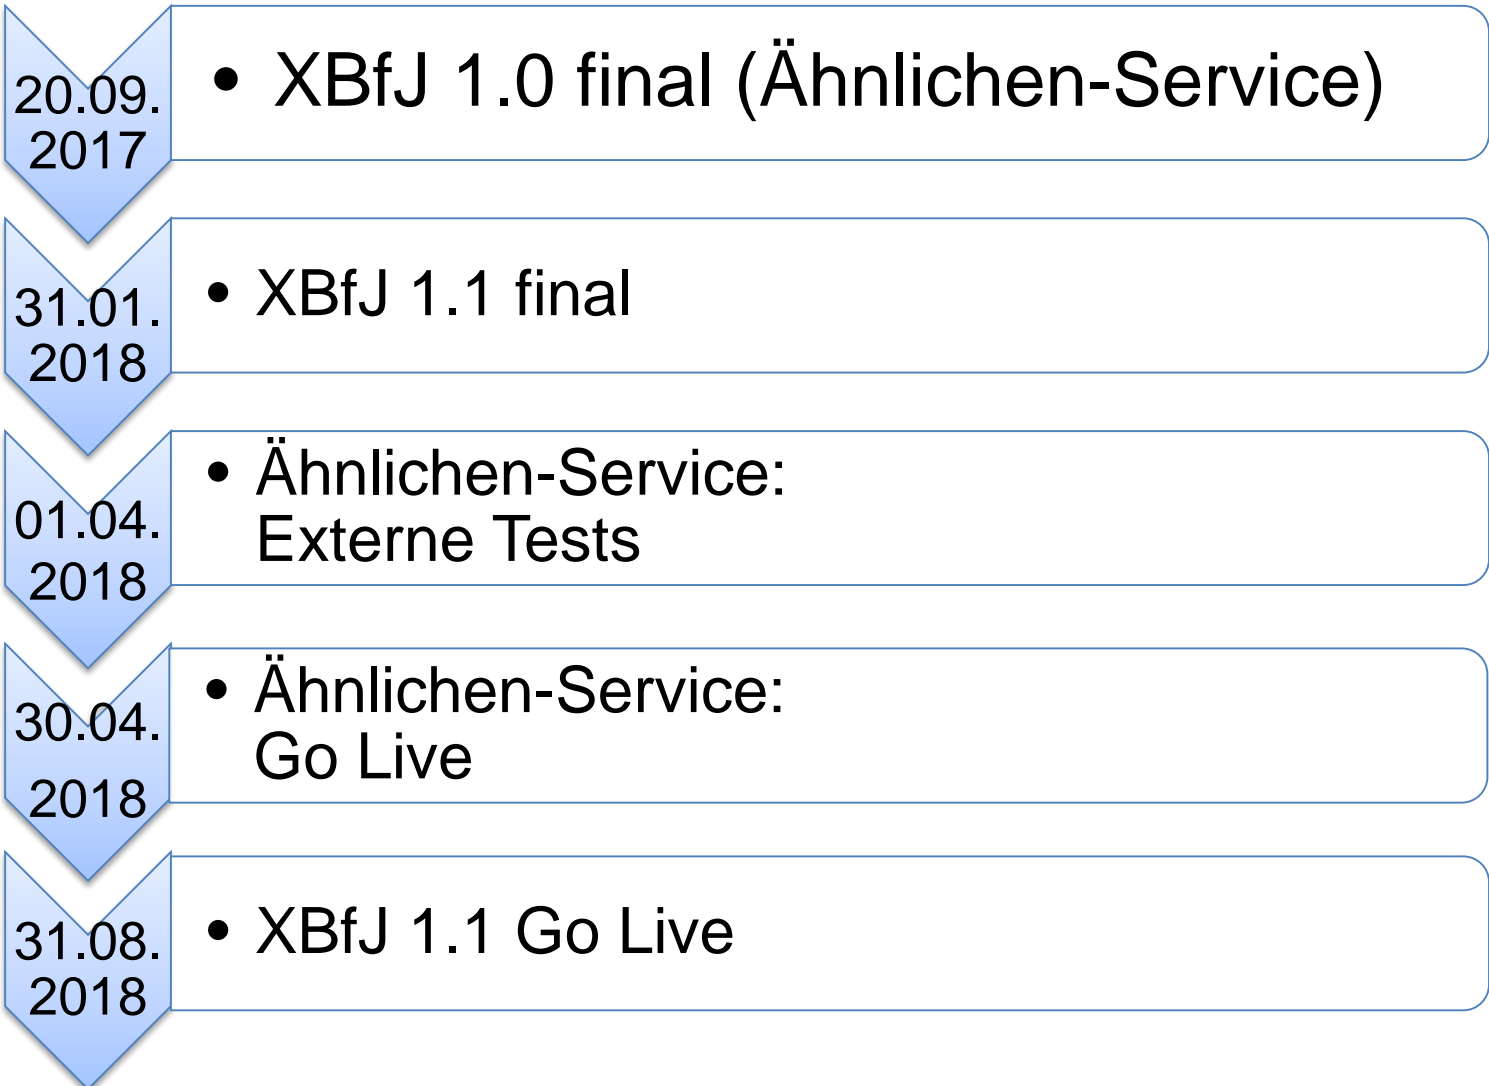 20.09.
2017
• XBfJ 1.0 final (Ähnlichen-Service)
31.01.
2018
• XBfJ 1.1 final
01.04.
2018
• Ähnlichen-Service:
Externe Tests
30.04.
2018
• Ähnlichen-Service:
Go Live
31.08.
2018
• XBfJ 1.1 Go Live